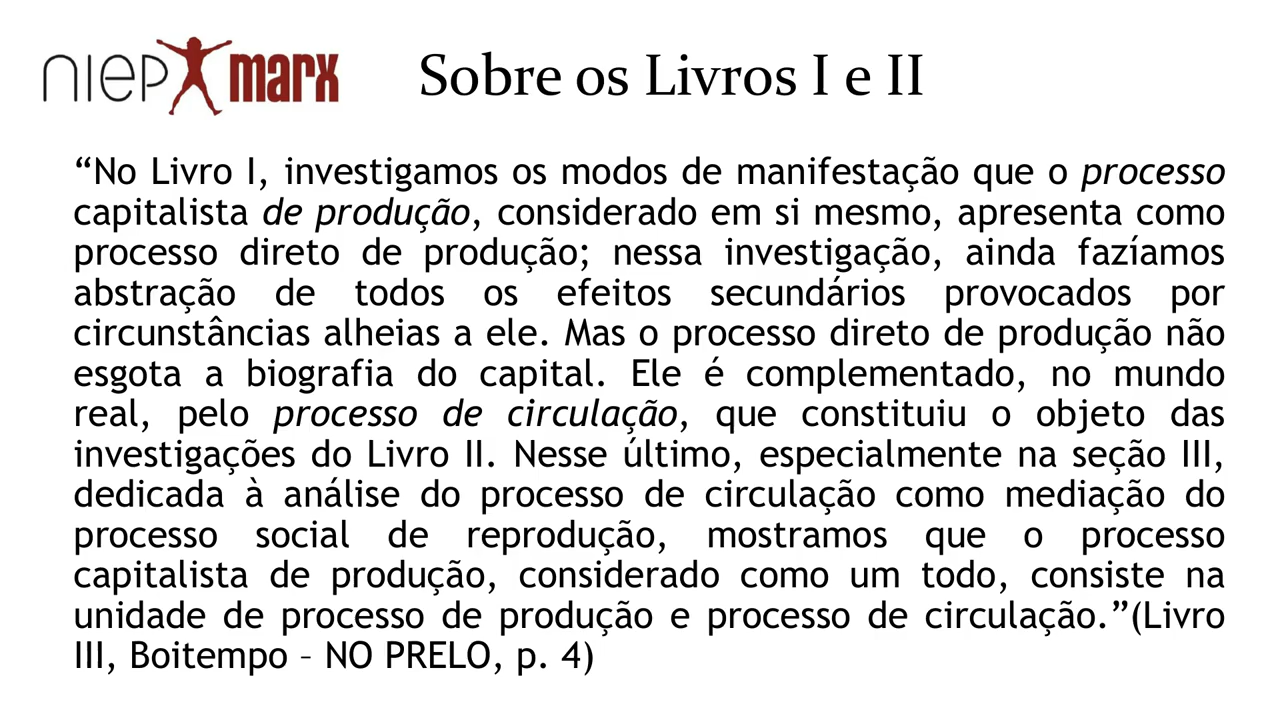 NIEP marx
Sobre os Livros I e II
“No Livro I, investigamos os modos de manifestação que o processo
capitalista de produção, considerado em si mesmo, apresenta como
processo direto de produção; nessa investigação, ainda fazíamos
abstração de todos os efeitos secundários provocados por
circunstâncias alheias a ele. Mas o processo direto de produção não
esgota a biografia do capital. Ele é complementado, no mundo
real, pelo processo de circulação, que constituiu o objeto das
investigações do Livro II. Nesse último, especialmente na seção III,
dedicada à análise do processo de circulação como mediação do
processo social de reprodução, mostramos que o processo
capitalista de produção, considerado como um todo, consiste na
unidade de processo de produção e processo de circulação.”(Livro
III, Boitempo – NO PRELO, p. 4)